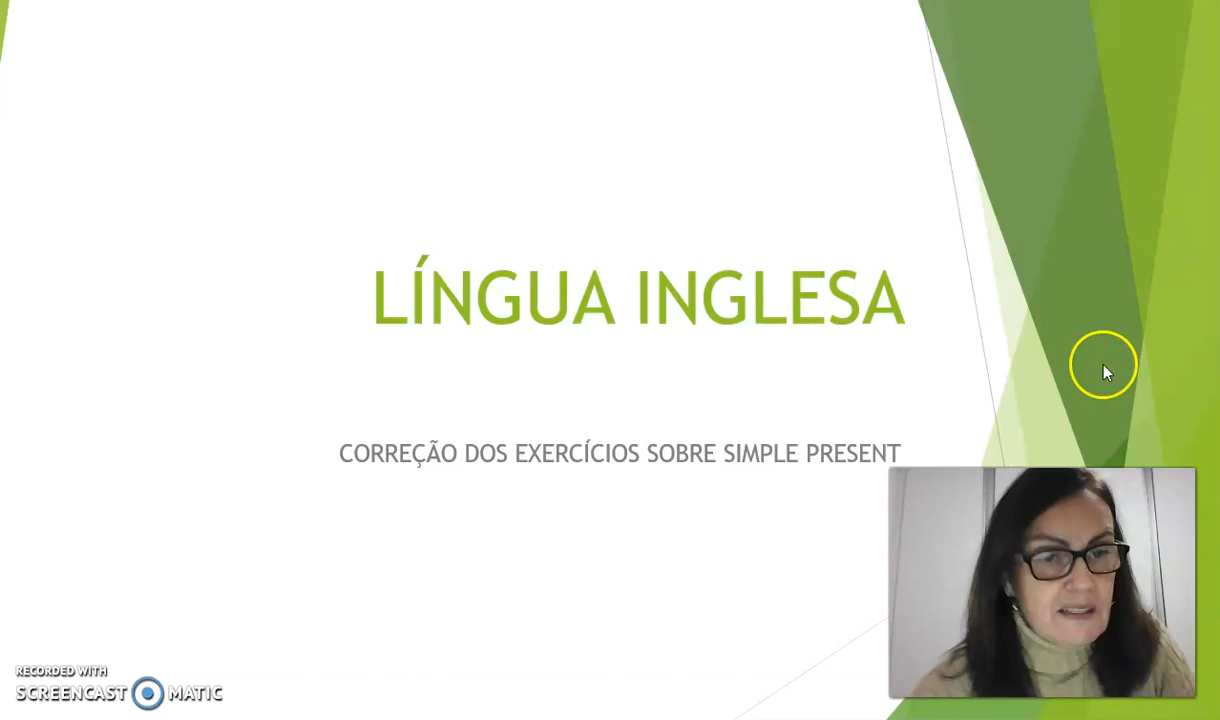 LÍNGUA INGLESA
CORREÇÃO DOS EXERCÍCIOS SOBRE SIMPLE PRESENT
RECORDED WITH
SCREENCAST MATIC